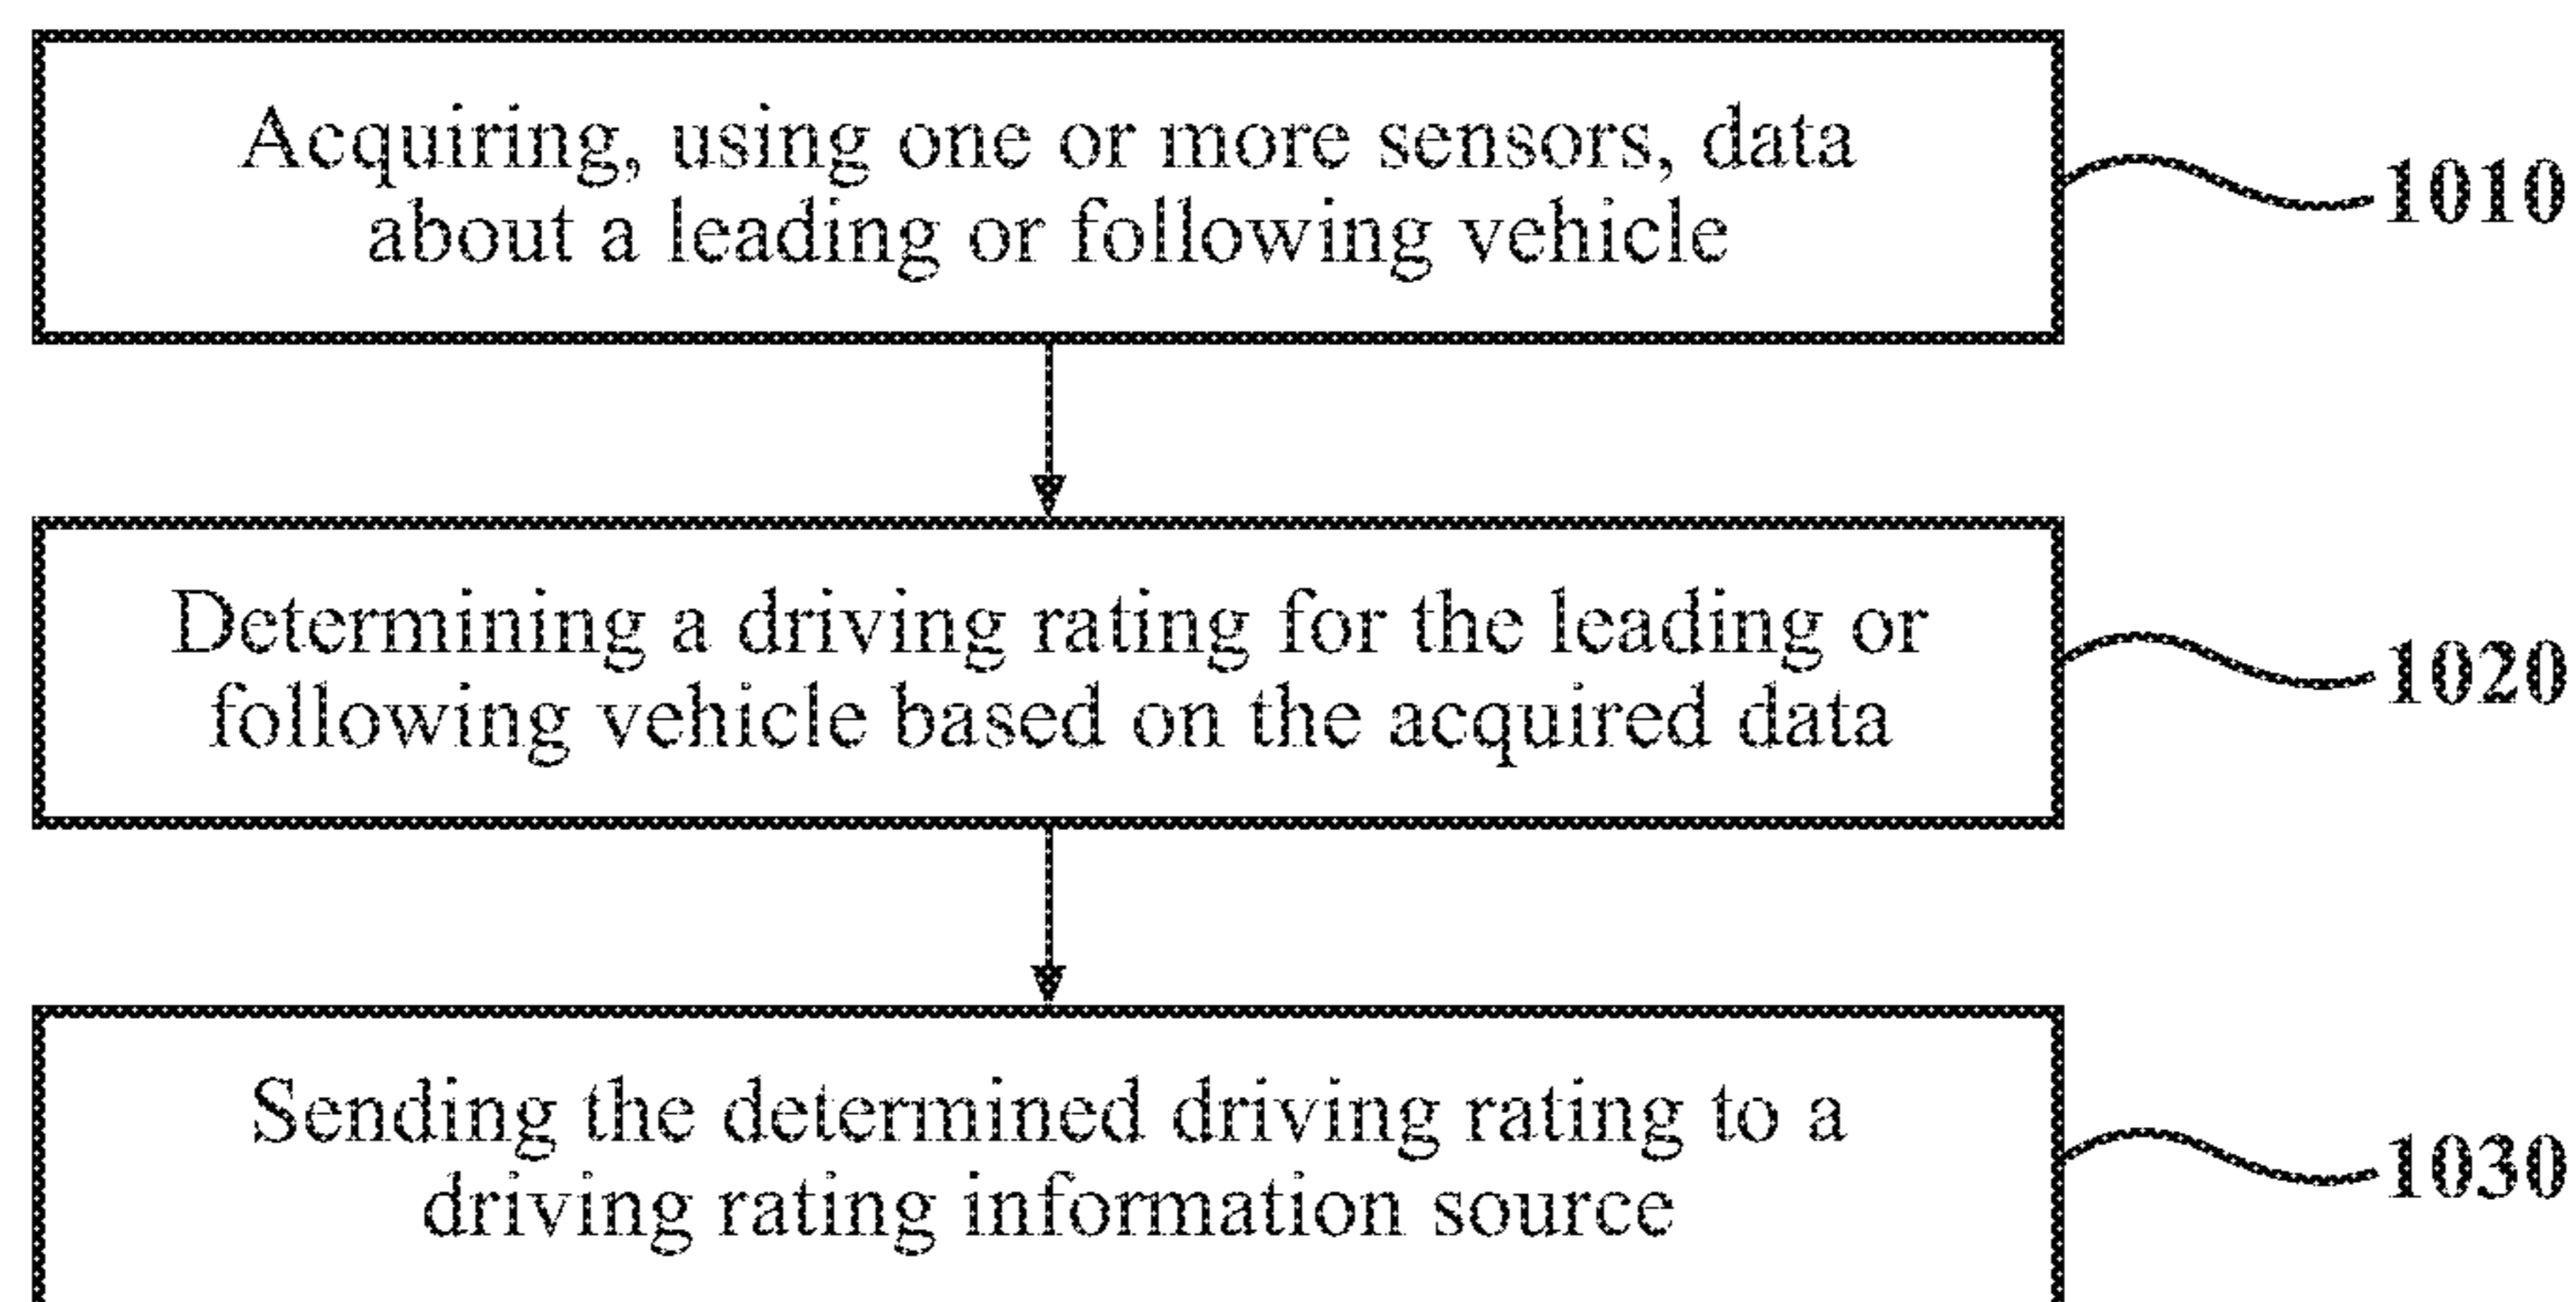 Acquiring, using one or more sensors, data
about a leading or following vehicle
1010
Determining a driving rating for the leading or
following vehicle based on the acquired data
1020
Sending the determined driving rating to a
driving rating information source
1030